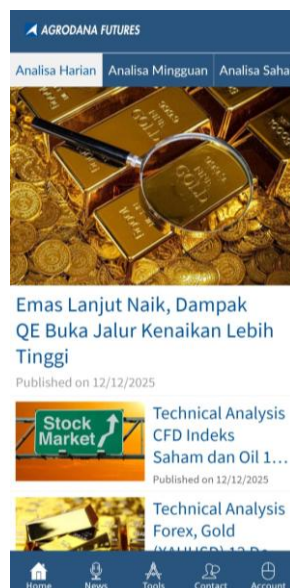 AGRODANA FUTURES
Analisa Harian Analisa Mingguan Analisa Saha
GOLD
Emas Lanjut Naik, Dampak
QE Buka Jalur Kenaikan Lebih
Tinggi
Published on 12/12/2025
Stock
Market
Technical Analysis
CFD Indeks
Saham dan Oil 1…
Published on 12/12/2025
Technical Analysis
Forex, Gold
Home News Tools Contact Account